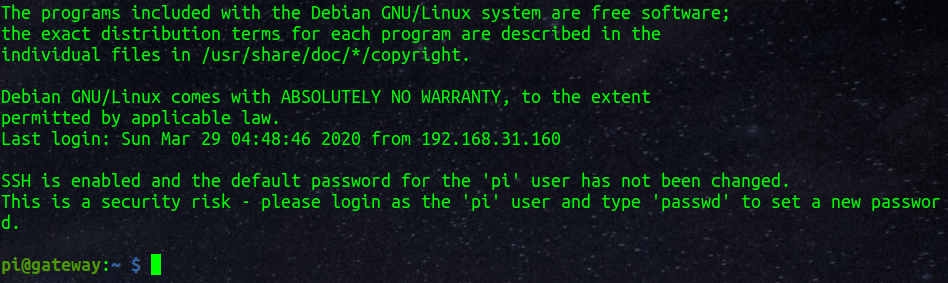 The programs included with the Debian GNU/Linux system are free software;
the exact distribution terms for each program are described in the
individual files in /usr/share/doc/*/copyright.
Debian GNU/Linux comes with ABSOLUTELY NO WARRANTY, to the extent
permitted by applicable law.
Last login: Sun Mar 29 04:48:46 2020 from 192.168.31.160
SSH is enabled and the default password for the 'pi' user has not been changed.
This is a security risk - please login as the 'pi' user and type 'passwd' to set a new passwor
d.
pi@gateway:~ $